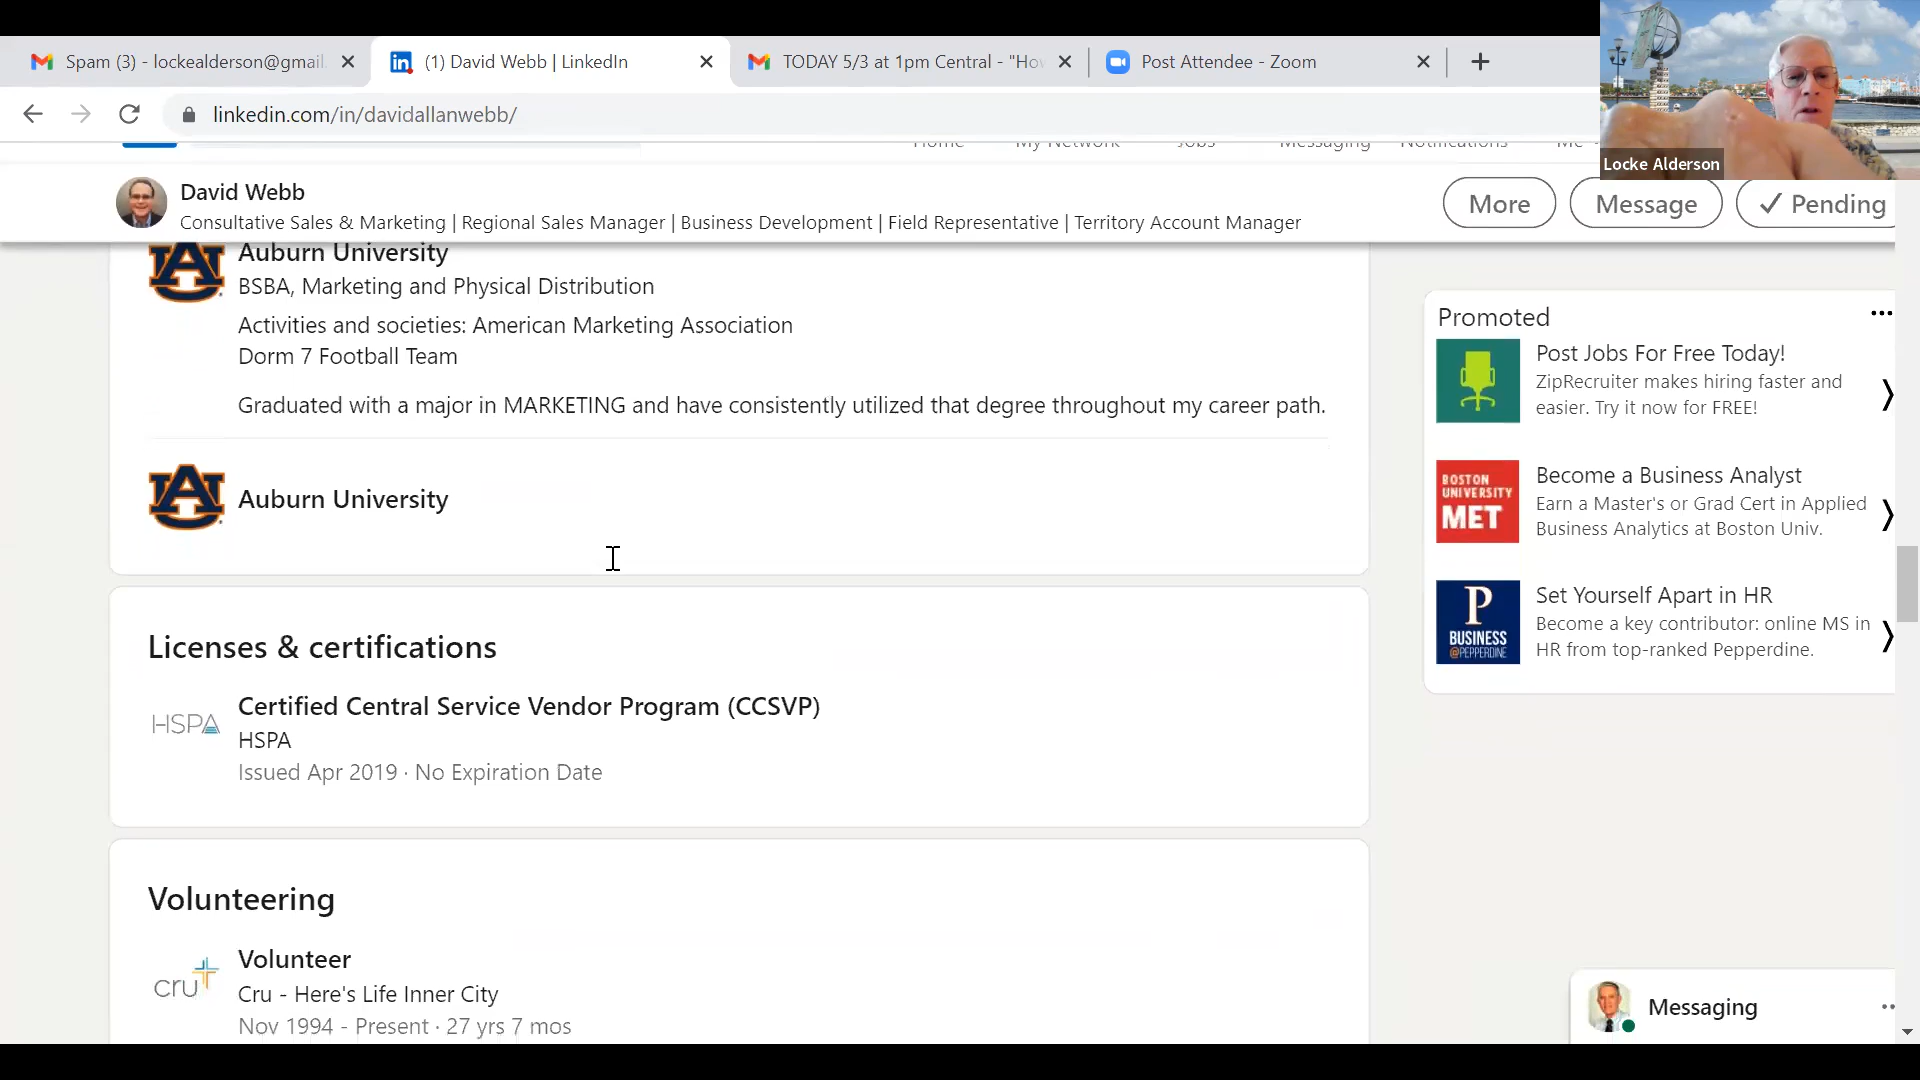 Spam (3) - lockealderson@gmail.
(1) David Webb | LinkedIn
TODAY 5/3 at 1pm Central - "Hov
Post Attendee - Zoom
linkedin.com/in/davidallanwebb/
Home
My Network
Jobs
Messaging
Notifications
Me
Locke Alderson
David Webb
Consultative Sales & Marketing | Regional Sales Manager | Business Development | Field Representative | Territory Account Manager
More
Message
Pending
Auburn University
BSBA, Marketing and Physical Distribution
Activities and societies: American Marketing Association
Dorm 7 Football Team
Graduated with a major in MARKETING and have consistently utilized that degree throughout my career path.
Auburn University
Licenses & certifications
HSPA
Certified Central Service Vendor Program (CCSVP)
HSPA
Issued Apr 2019 · No Expiration Date
Volunteering
cru
Volunteer
Cru - Here's Life Inner City
Nov 1994 - Present · 27 yrs 7 mos
Promoted
Post Jobs For Free Today!
ZipRecruiter makes hiring faster and
easier. Try it now for FREE!
BOSTON
UNIVERSITY
MET
Become a Business Analyst
Earn a Master's or Grad Cert in Applied
Business Analytics at Boston Univ.
P
BUSINESS
@PEPPERDINE
Set Yourself Apart in HR
Become a key contributor: online MS in
HR from top-ranked Pepperdine.
Messaging